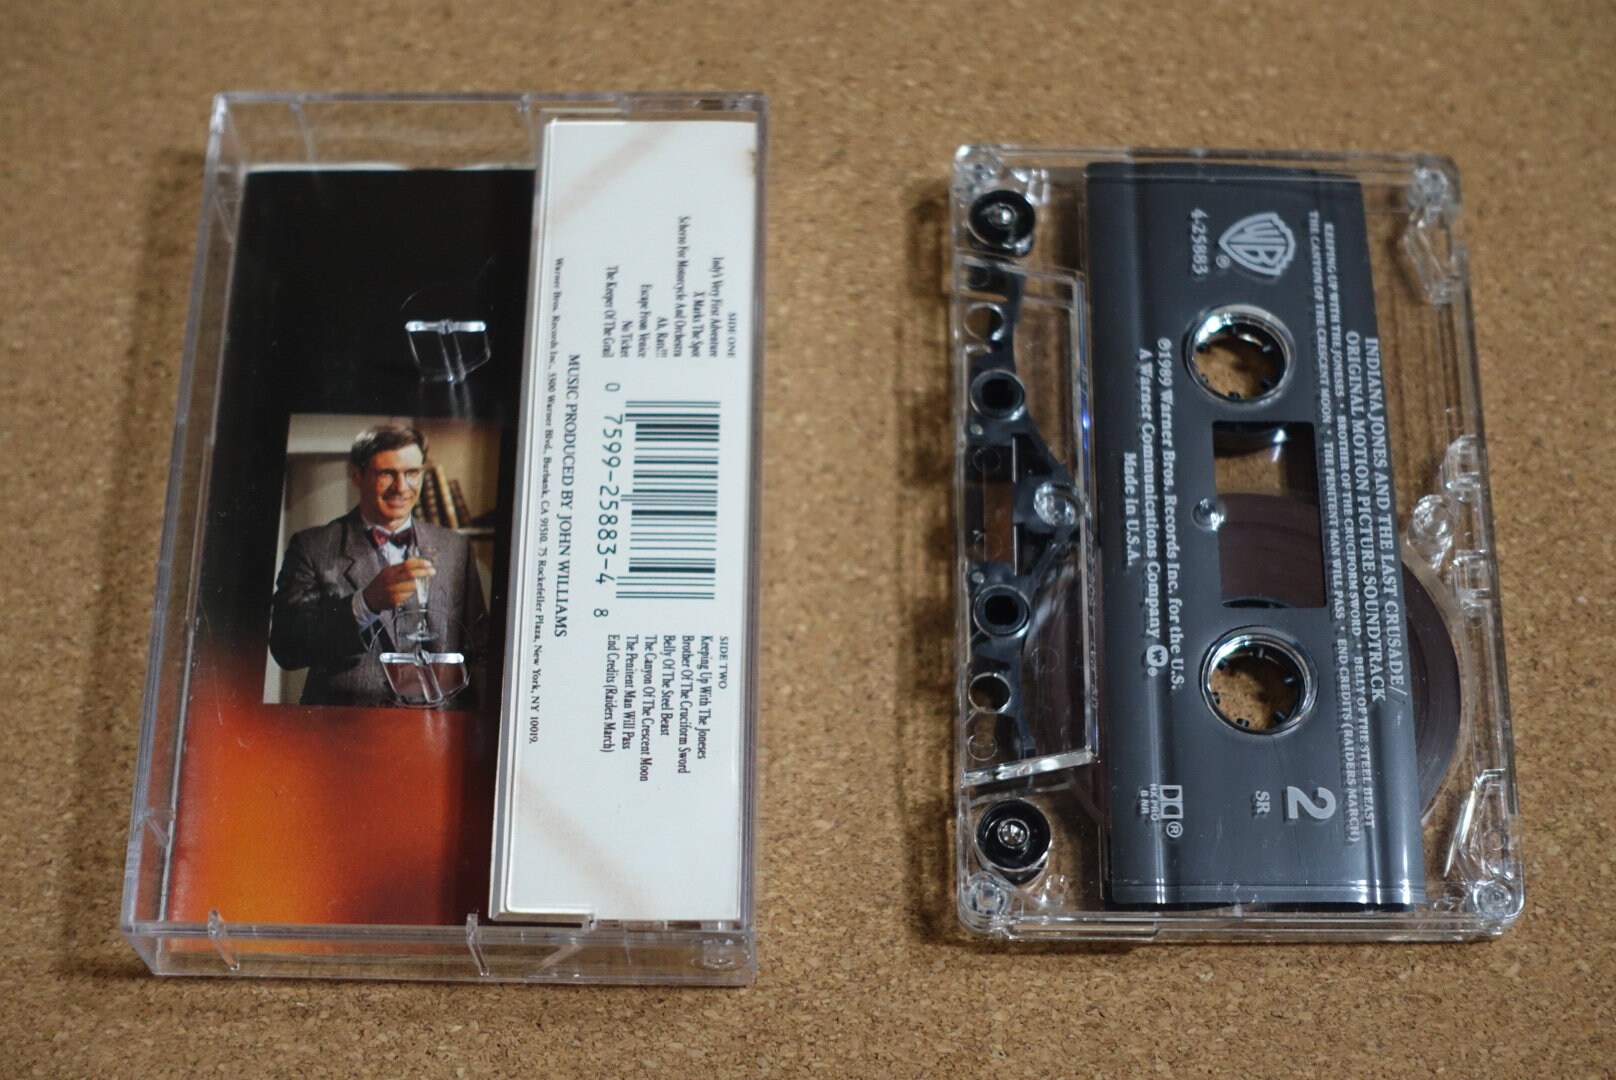 SIDE ONE
Indy's Very First Adventure
X Marks The Spot
Scherzo For Motorcycle And Orchestra
Ah, Rats!!!
Escape From Venice
No Ticket
The Keeper Of The Grail
0 7599-25883-4 8
SIDE TWO
Keeping Up With The Joneses
Brother Of The Cruciform Sword
Belly Of The Steel Beast
The Canyon Of The Crescent Moon
The Penitent Man Will Pass
End Credits (Raiders March)
MUSIC PRODUCED BY JOHN WILLIAMS
Warner Bros. Records Inc., 3300 Warner Blvd., Burbank, CA 91510. 75 Rockefeller Plaza, New York, NY 10019.
INDIANA JONES AND THE LAST CRUSADE/
ORIGINAL MOTION PICTURE SOUNDTRACK
KEEPING UP WITH THE JONESES • BROTHER OF THE CRUCIFORM SWORD • BELLY OF THE STEEL BEAST
THE CANYON OF THE CRESCENT MOON • THE PENITENT MAN WILL PASS • END CREDITS (RAIDERS MARCH)
WB®
4-25883
2
SR
℗1989 Warner Bros. Records Inc. for the U.S.
A Warner Communications Company ®
Made In U.S.A.
®
HX PRO
B NR